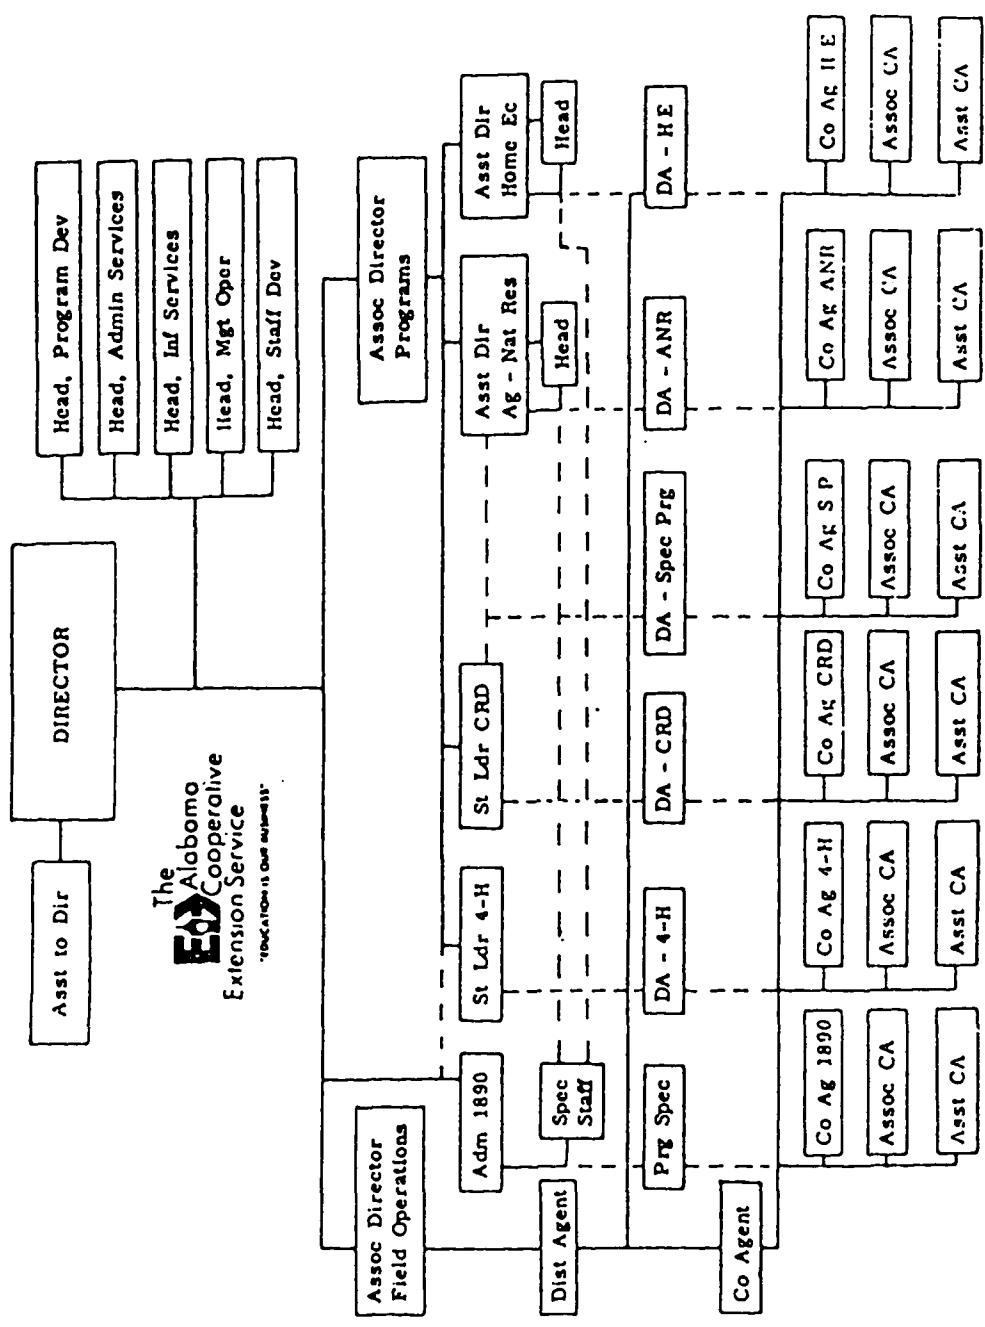 DIRECTOR
Asst to Dir
Head, Program Dev
Head, Admin Services
Head, Inf Services
Head, Mgt Oper
Head, Staff Dev
The
Alabama
Cooperative
Extension Service
"EDUCATION IS OUR BUSINESS"
Assoc Director
Field Operations
Assoc Director
Programs
Adm 1890
St Ldr 4-H
St Ldr CRD
Asst Dir
Ag - Nat Res
Asst Dir
Home Ec
Dist Agent
Spec
Staff
Head
Head
Prg Spec
DA - 4-H
DA - CRD
DA - Spec Prg
DA - ANR
DA - HE
Co Agent
Co Ag 1890
Co Ag 4-H
Co Ag CRD
Co Ag S P
Co Ag ANR
Co Ag H E
Assoc CA
Assoc CA
Assoc CA
Assoc CA
Assoc CA
Assoc CA
Asst CA
Asst CA
Asst CA
Asst CA
Asst CA
Asst CA